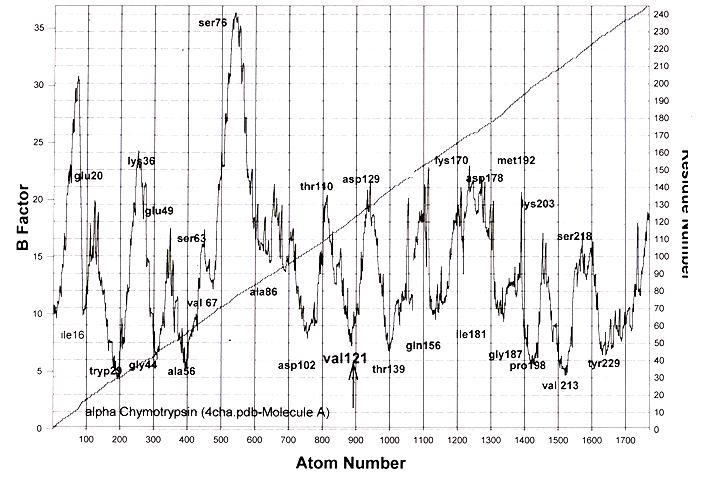 ser76
lys36
glu20
glu49
ser63
val 67
thr110
asp129
lys170
met192
asp178
lys203
ser218
ala86
ile16
tryp29
gly44
ala56
asp102
val121
thr139
gln156
ile181
gly187
pro198
val 213
tyr229
alpha Chymotrypsin (4cha.pdb-Molecule A)
B Factor
35
30
25
20
15
10
5
0
Residue Number
240
230
220
210
200
190
180
170
160
150
140
130
120
110
100
90
80
70
60
50
40
30
20
10
0
100 200 300 400 500 600 700 800 900 1000 1100 1200 1300 1400 1500 1600 1700
Atom Number